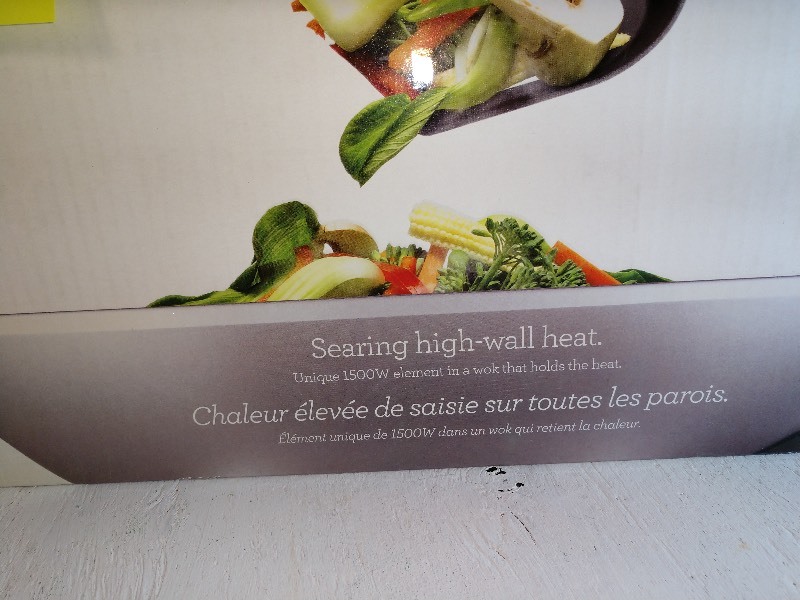 Searing high-wall heat.
Unique 1500W element in a wok that holds the heat.
Chaleur élevée de saisie sur toutes les parois.
Élément unique de 1500W dans un wok qui retient la chaleur.